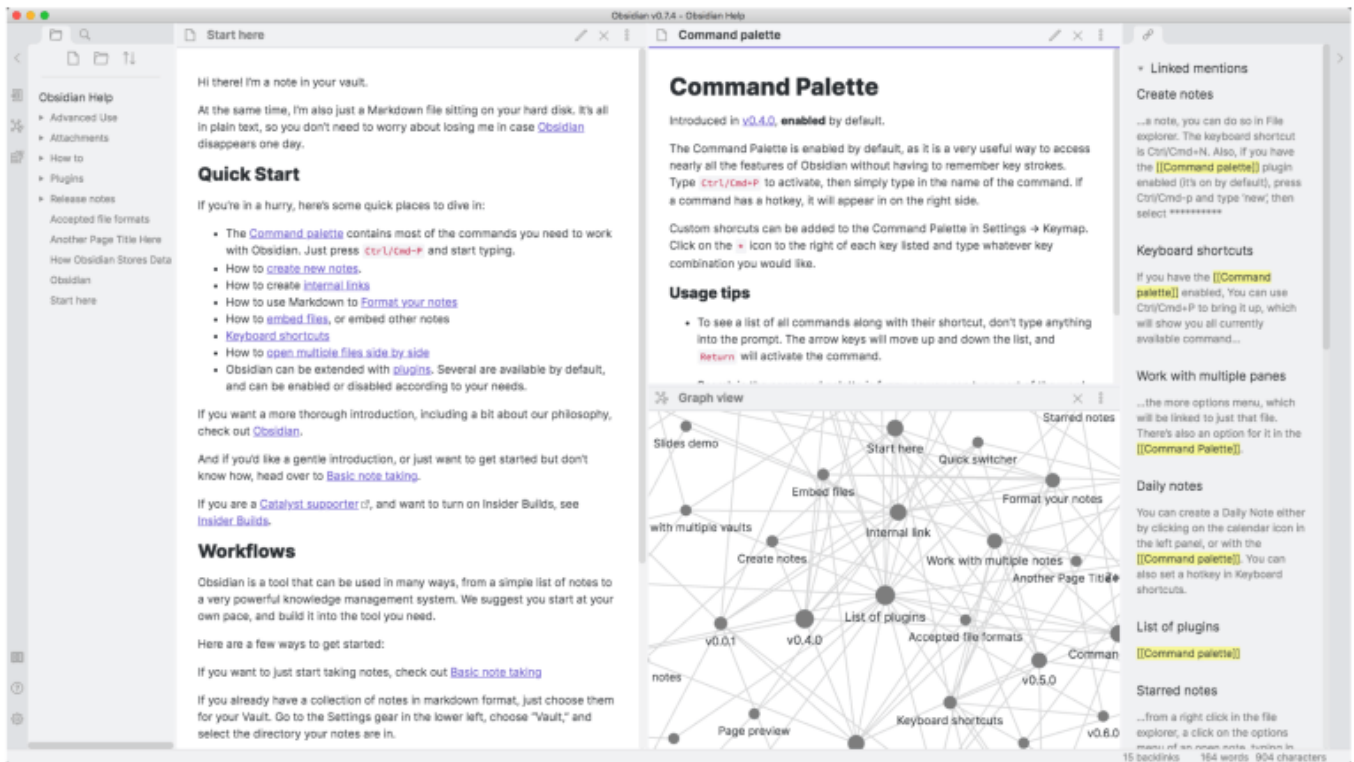 Obsidian v0.7.4 - Obsidian Help
Obsidian Help
Advanced Use
Attachments
How to
Plugins
Release notes
Accepted file formats
Another Page Title Here
How Obsidian Stores Data
Obsidian
Start here
Start here
Hi there! I'm a note in your vault.
At the same time, I'm also just a Markdown file sitting on your hard disk. It's all
in plain text, so you don't need to worry about losing me in case Obsidian
disappears one day.
Quick Start
If you're in a hurry, here's some quick places to dive in:
• The Command palette contains most of the commands you need to work
with Obsidian. Just press Ctrl/Cmd-P and start typing.
• How to create new notes.
• How to create internal links
• How to use Markdown to Format your notes
• How to embed files, or embed other notes
• Keyboard shortcuts
• How to open multiple files side by side
• Obsidian can be extended with plugins. Several are available by default,
and can be enabled or disabled according to your needs.
If you want a more thorough introduction, including a bit about our philosophy,
check out Obsidian.
And if you'd like a gentle introduction, or just want to get started but don't
know how, head over to Basic note taking.
If you are a Catalyst supporter, and want to turn on Insider Builds, see
Insider Builds.
Workflows
Obsidian is a tool that can be used in many ways, from a simple list of notes to
a very powerful knowledge management system. We suggest you start at your
own pace, and build it into the tool you need.
Here are a few ways to get started:
If you want to just start taking notes, check out Basic note taking
If you already have a collection of notes in markdown format, just choose them
for your Vault. Go to the Settings gear in the lower left, choose "Vault," and
select the directory your notes are in.
Command palette
Command Palette
Introduced in v0.4.0, enabled by default.
The Command Palette is enabled by default, as it is a very useful way to access
nearly all the features of Obsidian without having to remember key strokes.
Type Ctrl/Cmd+P to activate, then simply type in the name of the command. If
a command has a hotkey, it will appear in on the right side.
Custom shorcuts can be added to the Command Palette in Settings → Keymap.
Click on the + icon to the right of each key listed and type whatever key
combination you would like.
Usage tips
• To see a list of all commands along with their shortcut, don't type anything
into the prompt. The arrow keys will move up and down the list, and
Return will activate the command.
Graph view
Starred notes
Slides demo
Start here
Quick switcher
Embed files
Format your notes
with multiple vaults
Internal link
Create notes
Work with multiple notes
Another Page Title
List of plugins
Accepted file formats
v0.0.1
v0.4.0
Comman
notes
v0.5.0
Keyboard shortcuts
Page preview
v0.6.0
Linked mentions
Create notes
...a note, you can do so in File
explorer. The keyboard shortcut
is Ctrl/Cmd+N. Also, if you have
the [[Command palette]] plugin
enabled (it's on by default), press
Ctrl/Cmd-p and type 'new', then
select **********
Keyboard shortcuts
If you have the [[Command
palette]] enabled, You can use
Ctrl/Cmd+P to bring it up, which
will show you all currently
available command...
Work with multiple panes
...the more options menu, which
will be linked to just that file.
There's also an option for it in the
[[Command Palette]].
Daily notes
You can create a Daily Note either
by clicking on the calendar icon in
the left panel, or with the
[[Command palette]]. You can
also set a hotkey in Keyboard
shortcuts.
List of plugins
[[Command palette]]
Starred notes
...from a right click in the file
explorer, a click on the options
menu of an open note, typing in
15 backlinks 164 words 904 characters